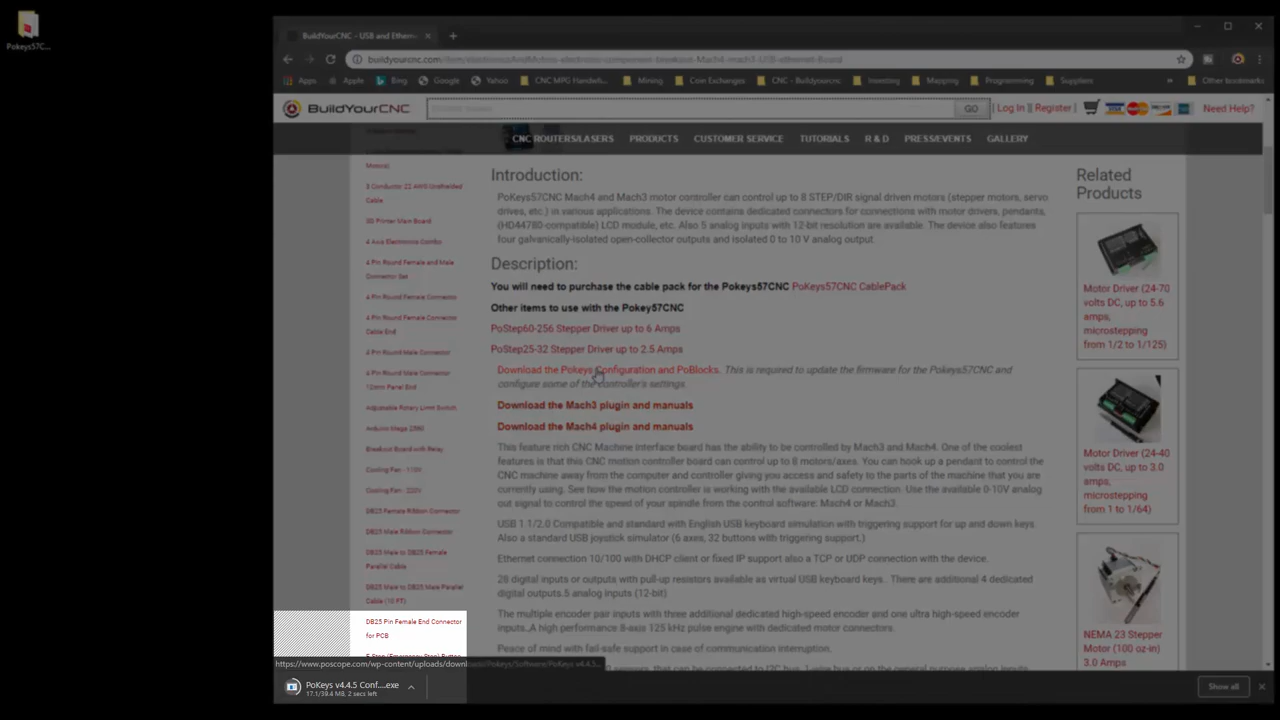 Pokeys57C...
BuildYourCNC - USB and Ether
buildyourcnc.com/item/electronicsAndMotors-electronic-component-breakout-Mach4-mach3-USB-ethernet-Board
Apps Apple Bing Google Yahoo CNC MPG Handwh... Mining Coin Exchanges CNC - Buildyourcnc Investing Mapping Programming Suppliers » Other bookmarks
BuildYourCNC GO | Log In | Register | Need Help?
CNC ROUTERS/LASERS PRODUCTS CUSTOMER SERVICE TUTORIALS R & D PRESS/EVENTS GALLERY
Motors)
3 Conductor 22 AWG Unshielded
Cable
3D Printer Main Board
4 Axis Electronics Combo
4 Pin Round Female and Male
Connector Set
4 Pin Round Female Connector
4 Pin Round Female Connector
Cable End
4 Pin Round Male Connector
4 Pin Round Male Connector
10mm Panel End
Adjustable Rotary Limit Switch
Arduino Mega 2560
Breakout Board with Relay
Cooling Fan - 110V
Cooling Fan - 220V
DB25 Female Ribbon Connector
DB25 Male Ribbon Connector
DB25 Male to DB25 Female
Parallel Cable
DB25 Male to DB25 Male Parallel
Cable (10 FT)
DB25 Pin Female End Connector
for PCB
E-Stop (Emergency Stop) Button
Introduction:
PoKeys57CNC Mach4 and Mach3 motor controller can control up to 8 STEP/DIR signal driven motors (stepper motors, servo
drives, etc.) in various applications. The device contains dedicated connectors for connections with motor drivers, pendants,
(HD44780-compatible) LCD module, etc. Also 5 analog inputs with 12-bit resolution are available. The device also features
four galvanically-isolated open-collector outputs and isolated 0 to 10 V analog output
Description:
You will need to purchase the cable pack for the Pokeys57CNC PoKeys57CNC CablePack
Other items to use with the Pokey57CNC
PoStep60-256 Stepper Driver up to 6 Amps
PoStep25-32 Stepper Driver up to 2.5 Amps
Download the Pokeys Configuration and PoBlocks. This is required to update the firmware for the Pokeys57CNC and
configure some of the controller's settings.
Download the Mach3 plugin and manuals
Download the Mach4 plugin and manuals
This feature rich CNC Machine interface board has the ability to be controlled by Mach3 and Mach4. One of the coolest
features is that this CNC motion controller board can control up to 8 motors/axes. You can hook up a pendant to control the
CNC machine away from the computer and controller giving you access and safety to the parts of the machine that you are
currently using. See how the motion controller is working with the available LCD connection. Use the available 0-10V analog
out signal to control the speed of your spindle from the control software: Mach4 or Mach3.
USB 1.1/2.0 Compatible and standard with English USB keyboard simulation with triggering support for up and down keys.
Also a standard USB joystick simulator (6 axes, 32 buttons with triggering support.)
Ethernet connection 10/100 with DHCP client or fixed IP support also a TCP or UDP connection with the device.
28 digital inputs or outputs with pull-up resistors available as virtual USB keyboard keys. There are additional 4 dedicated
digital outputs.5 analog inputs (12-bit)
The multiple encoder pair inputs with three additional dedicated high-speed encoder and one ultra high-speed encoder
inputs..A high performance 8-axis 125 kHz pulse engine with dedicated motor connectors.
Peace of mind with fail-safe support in case of communication interruption.
Related
Products
Motor Driver (24-70
volts DC, up to 5.6
amps,
microstepping
from 1/2 to 1/125)
Motor Driver (24-40
volts DC, up to 3.0
amps,
microstepping
from 1 to 1/64)
NEMA 23 Stepper
Motor (100 oz-in)
3.0 Amps
https://www.poscope.com/wp-content/uploads/downloads/Pokeys/Software/PoKeys v4.4.5...
PoKeys v4.4.5 Conf....exe
17.1/39.4 MB, 2 secs left
Show all